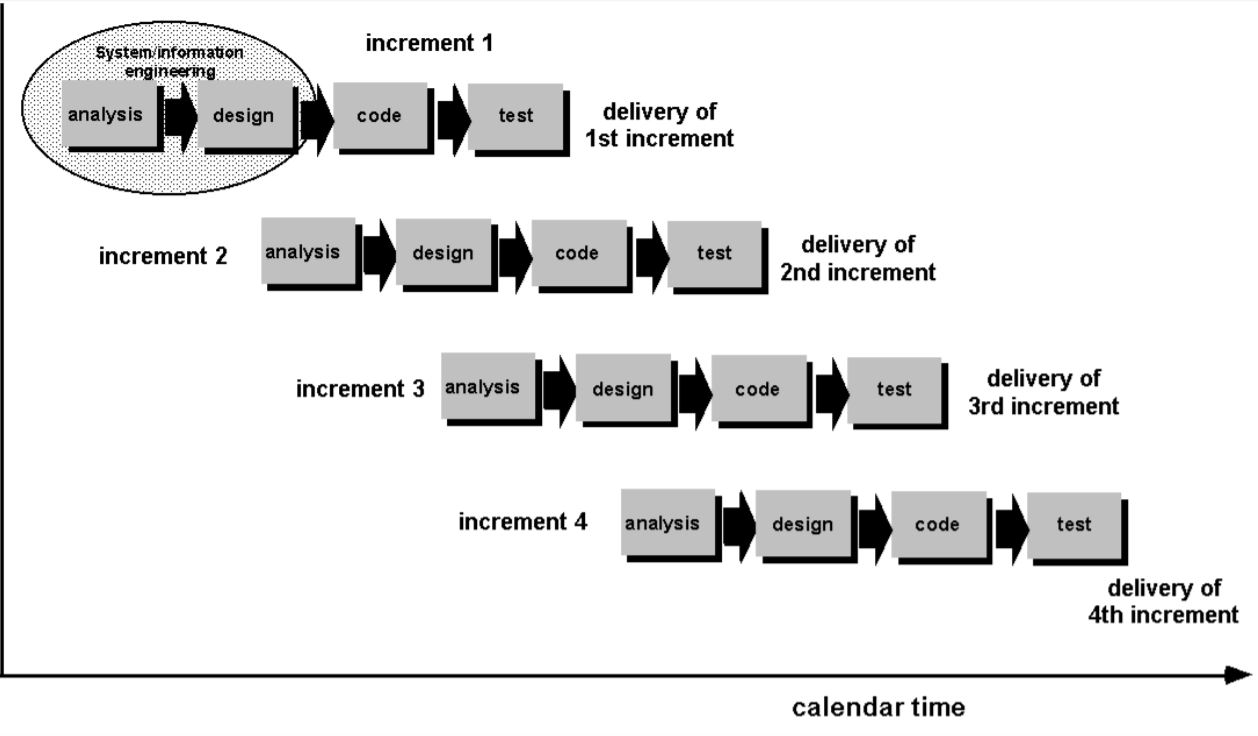 System/information
engineering
increment 1
analysis
design
code
test
delivery of
1st increment
increment 2
analysis
design
code
test
delivery of
2nd increment
increment 3
analysis
design
code
test
delivery of
3rd increment
increment 4
analysis
design
code
test
delivery of
4th increment
calendar time